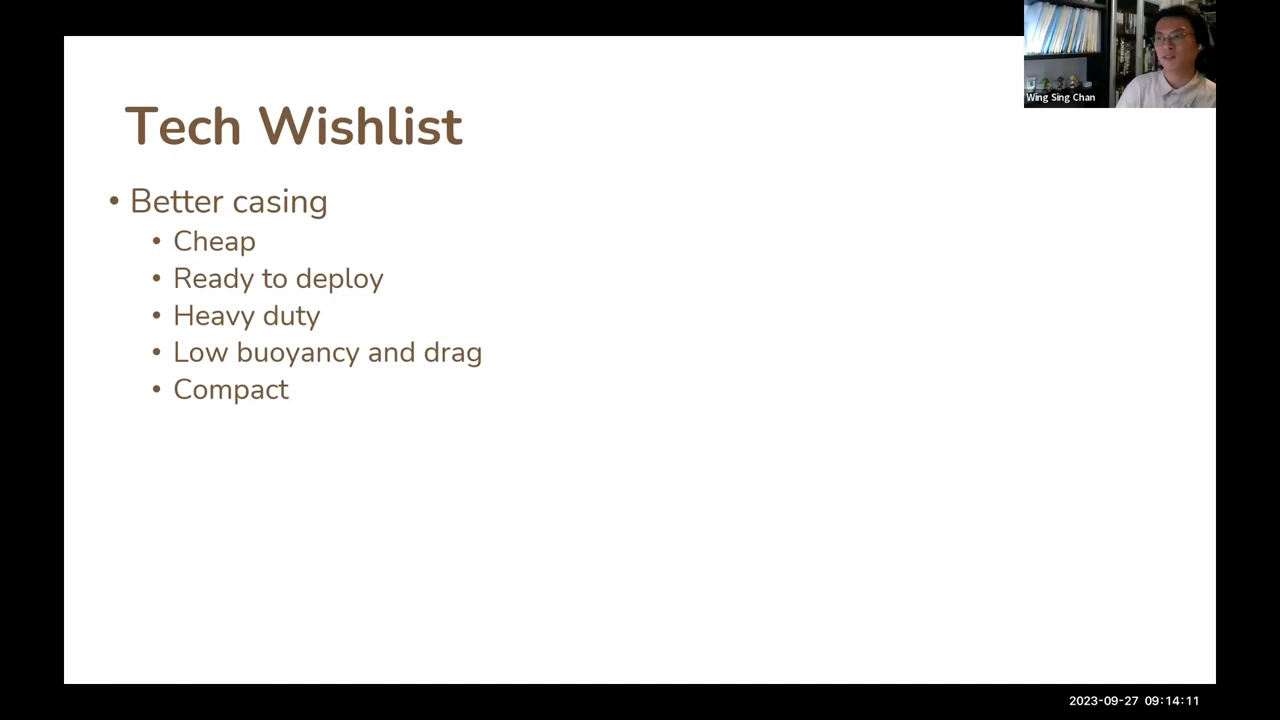 Wing Sing Chan
Tech Wishlist
• Better casing
• Cheap
• Ready to deploy
• Heavy duty
• Low buoyancy and drag
• Compact
2023-09-27 09:14:11